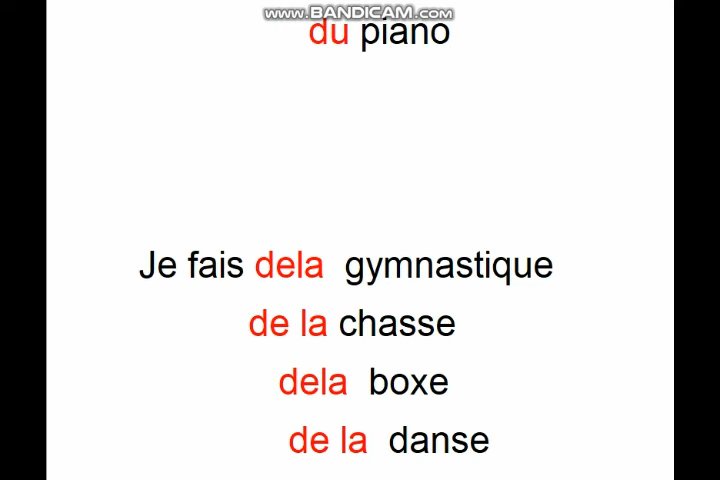 www.BANDICAM.com
du piano
Je fais dela gymnastique
de la chasse
dela boxe
de la danse